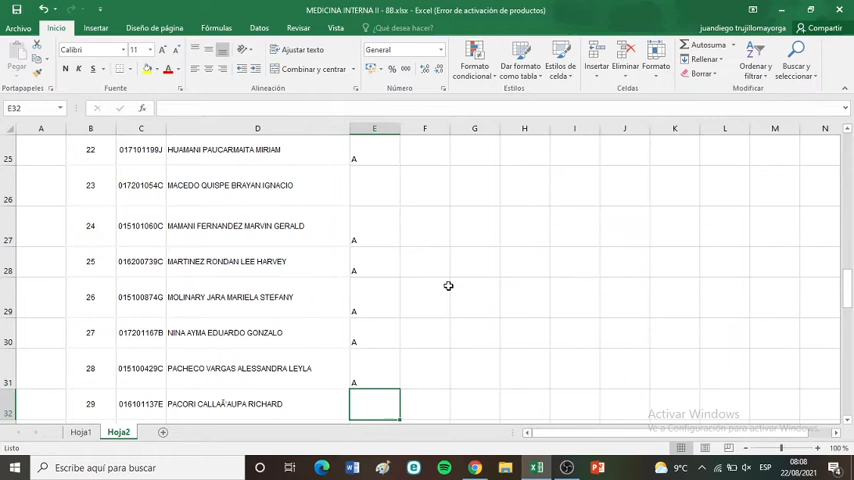 MEDICINA INTERNA II - 8B.xlsx - Excel (Error de activación de productos)
Archivo Inicio Insertar Diseño de página Fórmulas Datos Revisar Vista ¿Qué desea hacer? juandiego trujillomayorga Compartir
Pegar Calibri 11 Ajustar texto General Formato condicional Dar formato como tabla Estilos de celda Insertar Eliminar Formato Autosuma Rellenar Borrar Ordenar y filtrar Buscar y seleccionar
N K S Combinar y centrar % 000
Portapapeles Fuente Alineación Número Estilos Celdas Modificar
E32
A B C D E F G H I J K L M N
25 22 017101199J HUAMANI PAUCARMAITA MIRIAM A
26 23 017201054C MACEDO QUISPE BRAYAN IGNACIO
27 24 015101060C MAMANI FERNANDEZ MARVIN GERALD A
28 25 016200739C MARTINEZ RONDAN LEE HARVEY A
29 26 015100874G MOLINARY JARA MARIELA STEFANY A
30 27 017201167B NINA AYMA EDUARDO GONZALO A
31 28 015100429C PACHECO VARGAS ALESSANDRA LEYLA A
32 29 016101137E PACORI CALLAÃ'AUPA RICHARD
Activar Windows
Ve a Configuración para activar Windows.
Hoja1 Hoja2
Listo 100 %
Escribe aquí para buscar 9°C ESP 08:08
22/08/2021 4